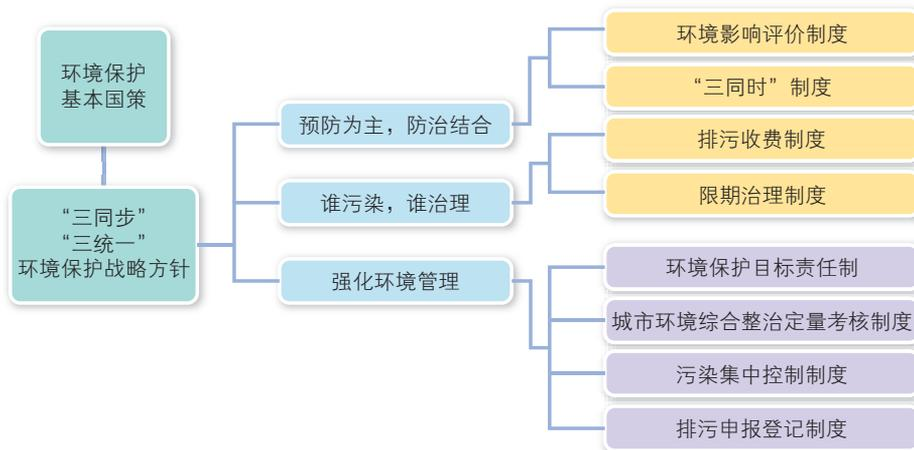 环境保护
基本国策
“三同步”
“三统一”
环境保护战略方针
预防为主，防治结合
谁污染，谁治理
强化环境管理
环境影响评价制度
“三同时”制度
排污收费制度
限期治理制度
环境保护目标责任制
城市环境综合整治定量考核制度
污染集中控制制度
排污申报登记制度